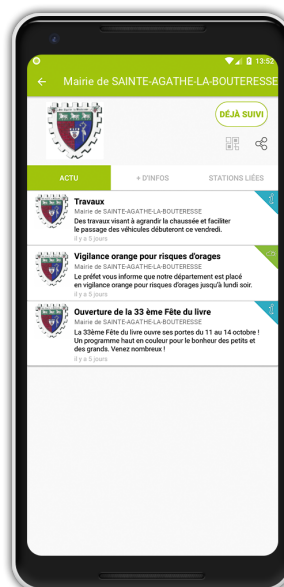 13:52
Mairie de SAINTE-AGATHE-LA-BOUTERESSE
DÉJÀ SUIVI
ACTU + D'INFOS STATIONS LIÉES
Travaux
Mairie de SAINTE-AGATHE-LA-BOUTERESSE
Des travaux visant à agrandir la chaussée et faciliter
le passage des véhicules débuteront ce vendredi.
il y a 5 jours
Vigilance orange pour risques d'orages
Mairie de SAINTE-AGATHE-LA-BOUTERESSE
Le préfet vous informe que notre département est placé
en vigilance orange pour risques d'orages jusqu'à lundi soir.
il y a 5 jours
Ouverture de la 33 ème Fête du livre
Mairie de SAINTE-AGATHE-LA-BOUTERESSE
La 33ème Fête du livre ouvre ses portes du 11 au 14 octobre !
Un programme haut en couleur pour le bonheur des petits et
des grands. Venez nombreux !
il y a 5 jours